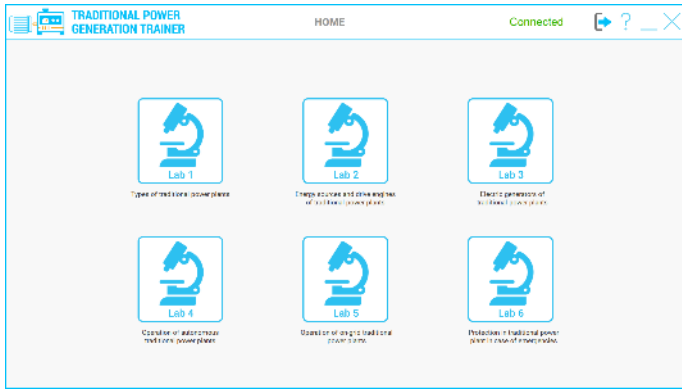 TRADITIONAL POWER
GENERATION TRAINER
HOME
Connected
?
Lab 1
Types of traditional power plants
Lab 2
Energy sources and drive engines
of traditional power plants
Lab 3
Electric generators of
traditional power plants
Lab 4
Operation of autonomous
traditional power plants
Lab 5
Operation of on-grid traditional
power plants
Lab 6
Protection in traditional power
plant in case of emergencies